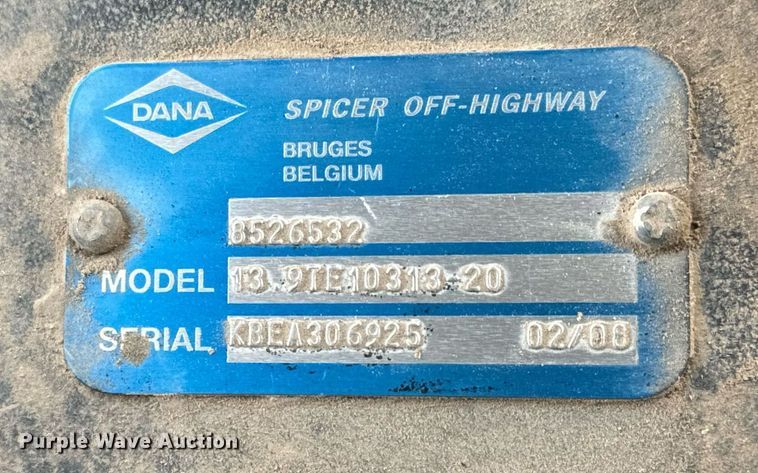 DANA
SPICER OFF-HIGHWAY
BRUGES
BELGIUM
8526532
MODEL 13.9TE10313-20
SERIAL KBEA306925 02/08
Purple Wave Auction